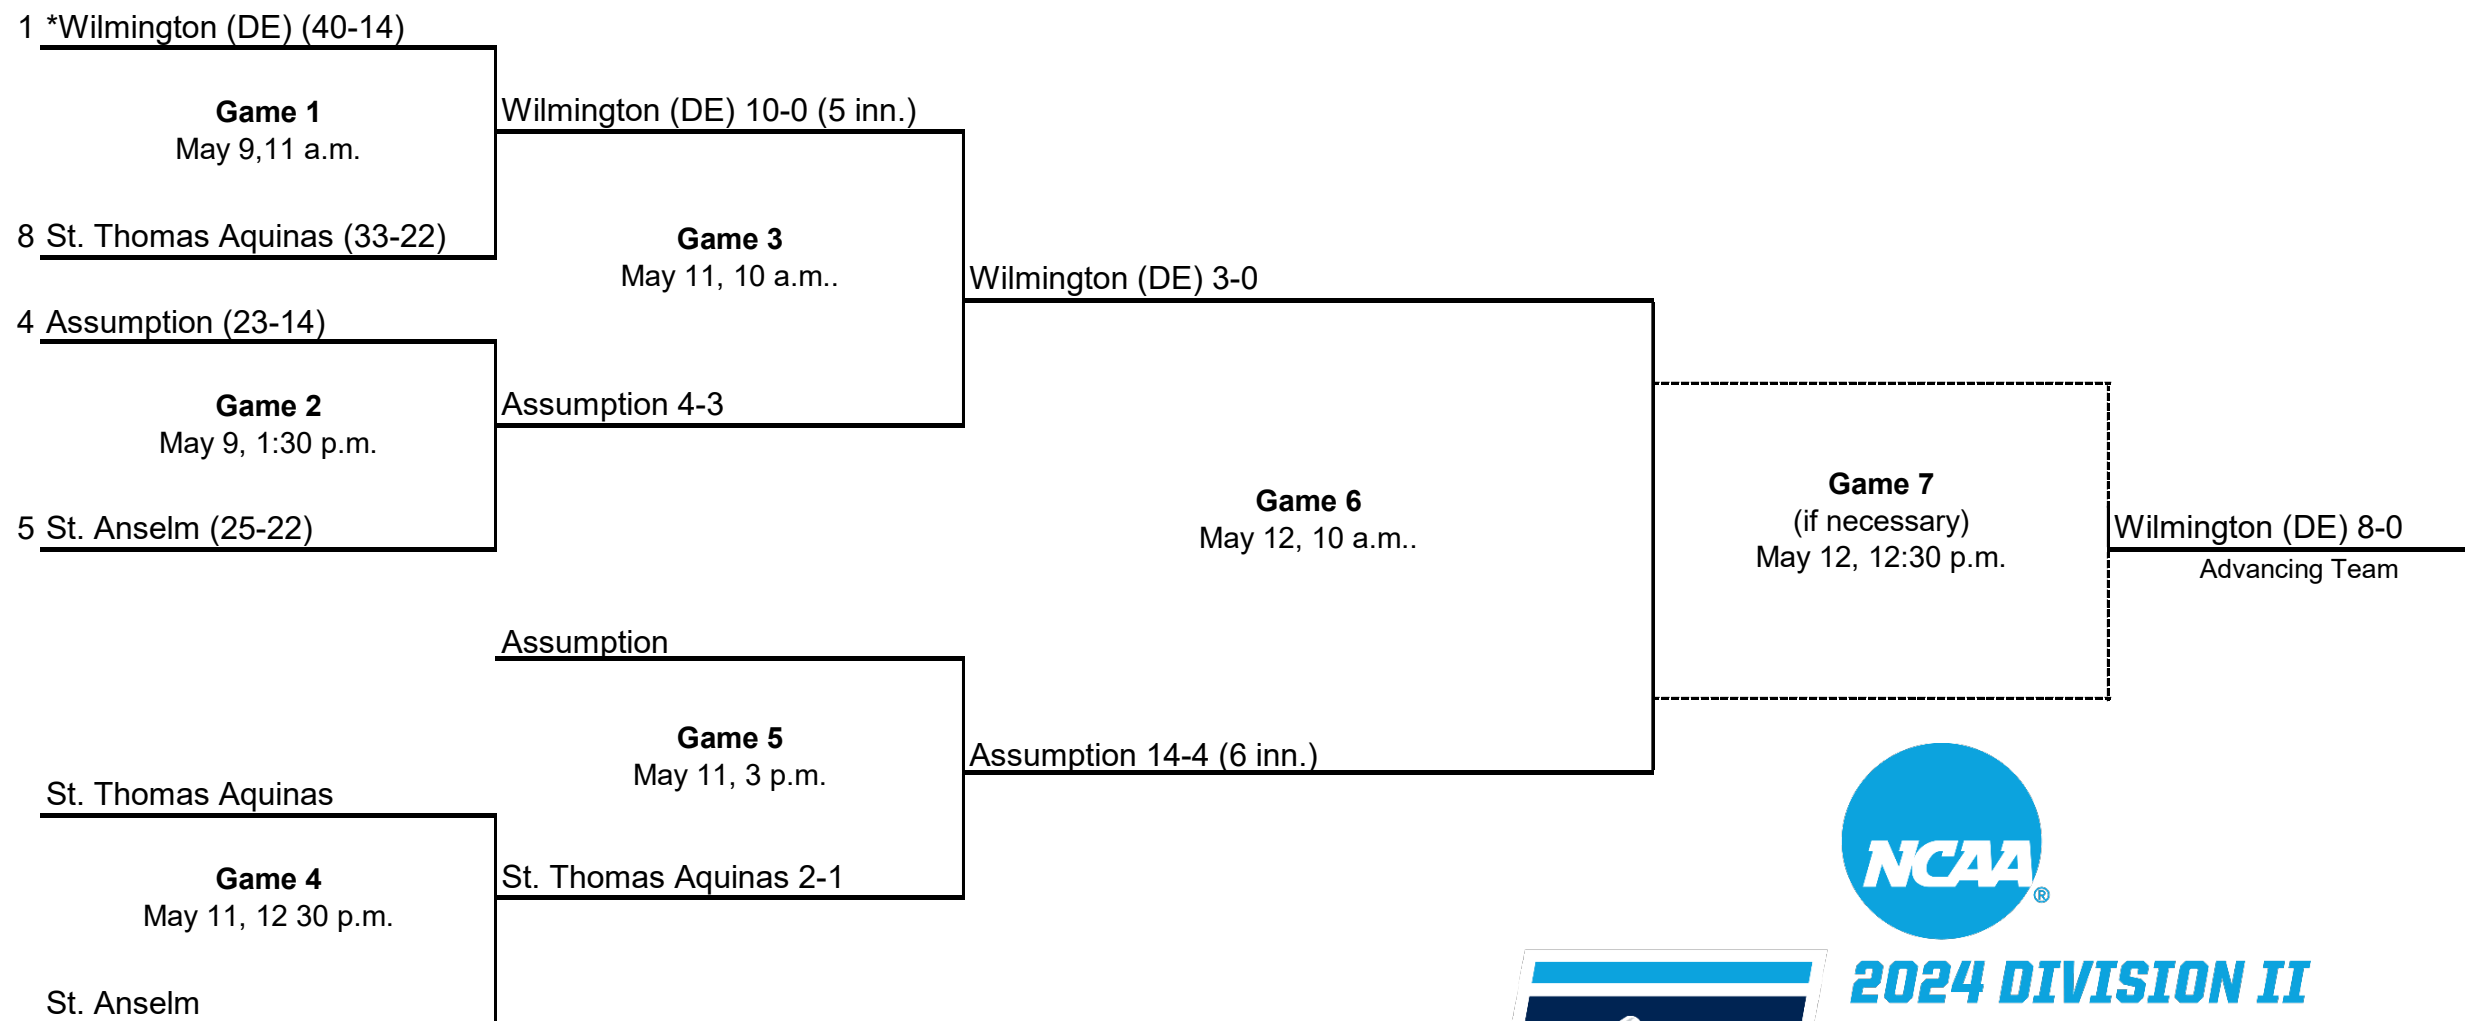 1 *Wilmington (DE) (40-14)
Game 1
May 9,11 a.m.
8 St. Thomas Aquinas (33-22)
Wilmington (DE) 10-0 (5 inn.)
4 Assumption (23-14)
Game 2
May 9, 1:30 p.m.
5 St. Anselm (25-22)
Assumption 4-3
Game 3
May 11, 10 a.m..
Wilmington (DE) 3-0
Game 6
May 12, 10 a.m..
Game 7
(if necessary)
May 12, 12:30 p.m.
Wilmington (DE) 8-0
Advancing Team
Assumption
Game 5
May 11, 3 p.m.
Assumption 14-4 (6 inn.)
St. Thomas Aquinas
Game 4
May 11, 12 30 p.m.
St. Anselm
St. Thomas Aquinas 2-1
NCAA®
2024 DIVISION II